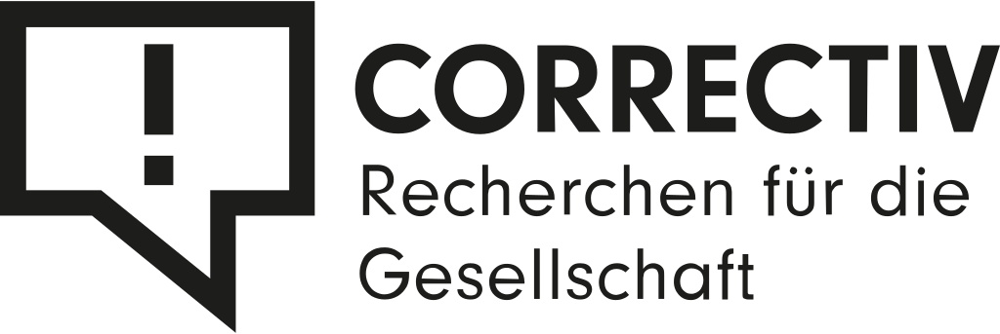 !
CORRECTIV
Recherchen für die
Gesellschaft